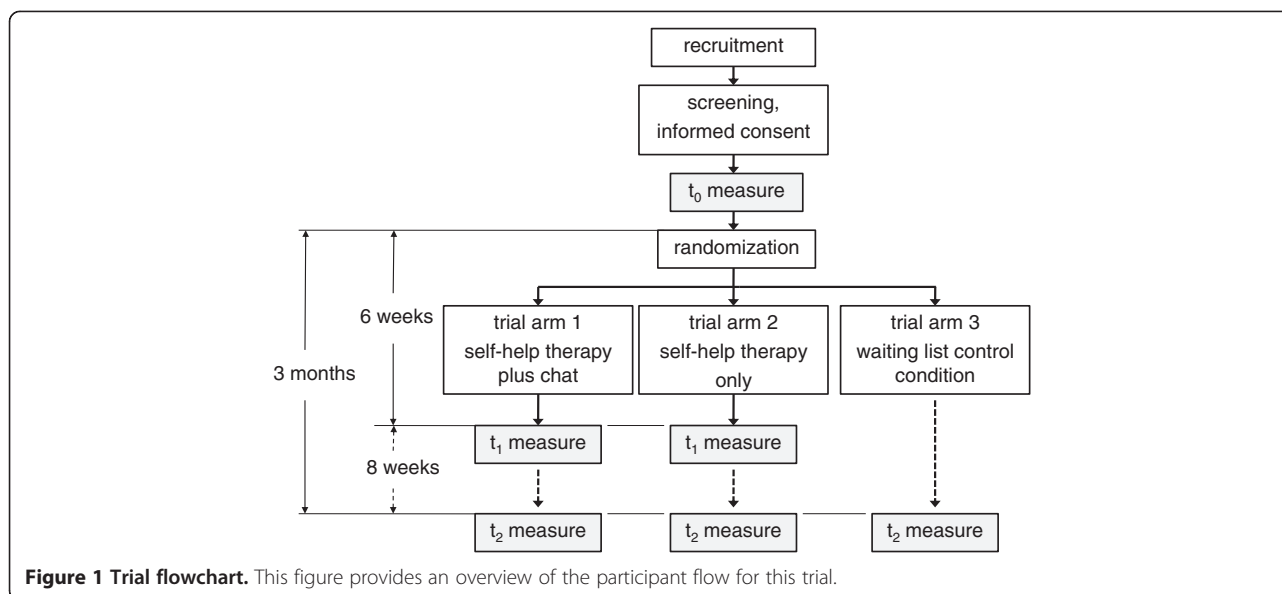 recruitment
screening,
informed consent
t₀ measure
randomization
3 months
6 weeks
trial arm 1
self-help therapy
plus chat
trial arm 2
self-help therapy
only
trial arm 3
waiting list control
condition
8 weeks
t₁ measure
t₁ measure
t₂ measure
t₂ measure
t₂ measure
Figure 1 Trial flowchart. This figure provides an overview of the participant flow for this trial.